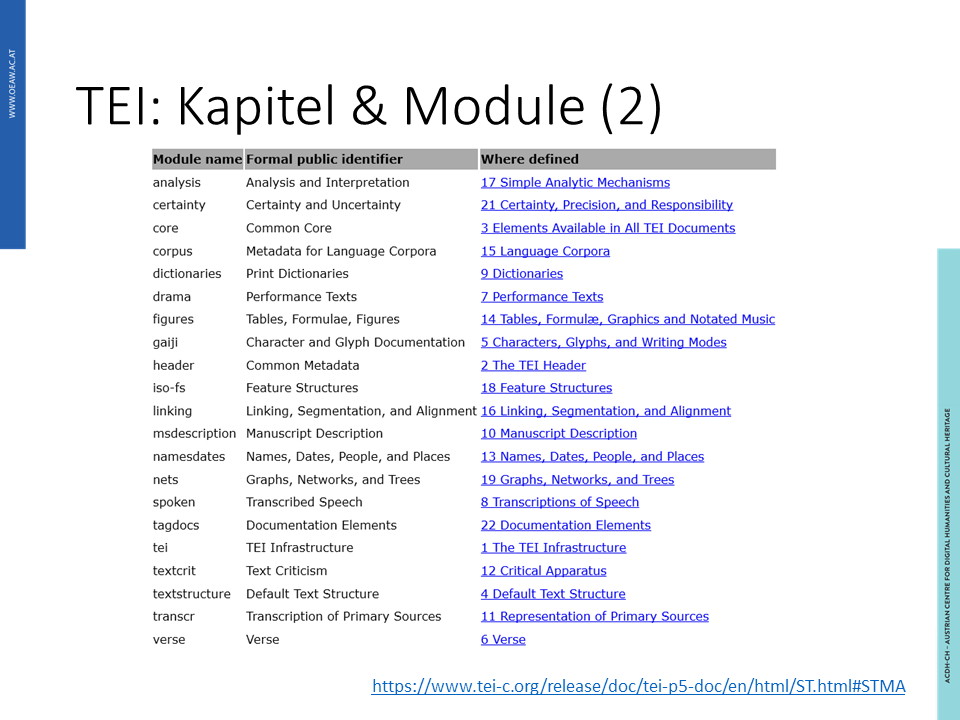 WWW.OEAW.AC.AT
TEI: Kapitel & Module (2)
Module name Formal public identifier Where defined
analysis Analysis and Interpretation 17 Simple Analytic Mechanisms
certainty Certainty and Uncertainty 21 Certainty, Precision, and Responsibility
core Common Core 3 Elements Available in All TEI Documents
corpus Metadata for Language Corpora 15 Language Corpora
dictionaries Print Dictionaries 9 Dictionaries
drama Performance Texts 7 Performance Texts
figures Tables, Formulae, Figures 14 Tables, Formulæ, Graphics and Notated Music
gaiji Character and Glyph Documentation 5 Characters, Glyphs, and Writing Modes
header Common Metadata 2 The TEI Header
iso-fs Feature Structures 18 Feature Structures
linking Linking, Segmentation, and Alignment 16 Linking, Segmentation, and Alignment
msdescription Manuscript Description 10 Manuscript Description
namesdates Names, Dates, People, and Places 13 Names, Dates, People, and Places
nets Graphs, Networks, and Trees 19 Graphs, Networks, and Trees
spoken Transcribed Speech 8 Transcriptions of Speech
tagdocs Documentation Elements 22 Documentation Elements
tei TEI Infrastructure 1 The TEI Infrastructure
textcrit Text Criticism 12 Critical Apparatus
textstructure Default Text Structure 4 Default Text Structure
transcr Transcription of Primary Sources 11 Representation of Primary Sources
verse Verse 6 Verse
https://www.tei-c.org/release/doc/tei-p5-doc/en/html/ST.html#STMA
ACDH-CH – AUSTRIAN CENTRE FOR DIGITAL HUMANITIES AND CULTURAL HERITAGE